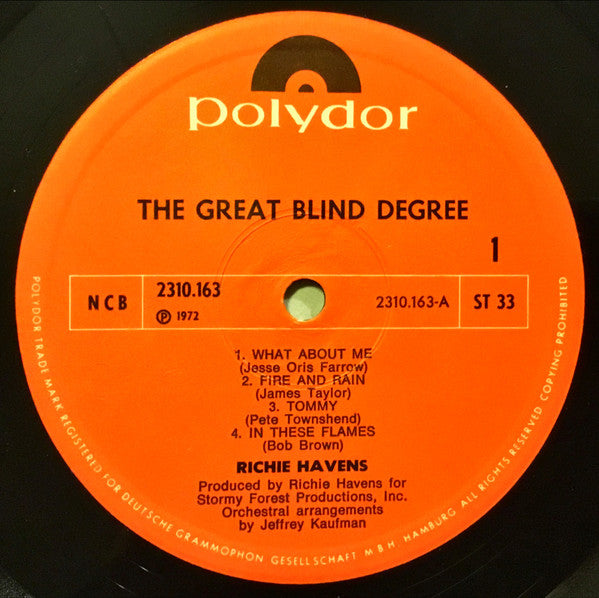 polydor
THE GREAT BLIND DEGREE
1
NCB
2310.163
℗ 1972
2310.163-A
ST 33
1. WHAT ABOUT ME
(Jesse Oris Farrow)
2. FIRE AND RAIN
(James Taylor)
3. TOMMY
(Pete Townshend)
4. IN THESE FLAMES
(Bob Brown)
RICHIE HAVENS
Produced by Richie Havens for
Stormy Forest Productions, Inc.
Orchestral arrangements
by Jeffrey Kaufman
POLYDOR TRADE MARK REGISTERED FOR DEUTSCHE GRAMMOPHON GESELLSCHAFT M B H. HAMBURG ALL RIGHTS RESERVED COPYING PROHIBITED